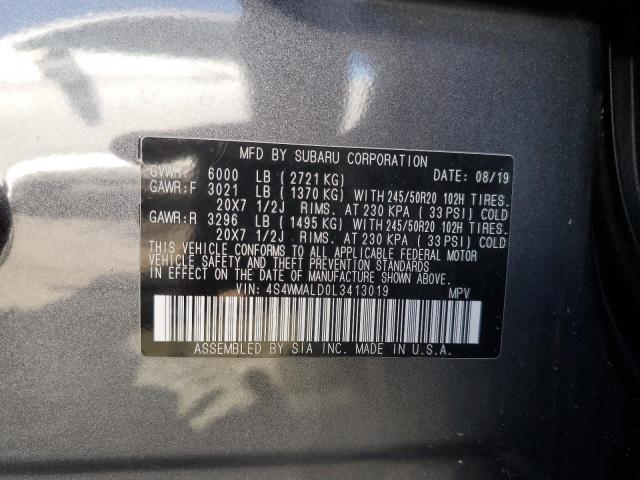 MFD BY SUBARU CORPORATION DATE: 08/19
GVWR: 6000 LB (2721 KG)
GAWR:F 3021 LB (1370 KG) WITH 245/50R20 102H TIRES.
20X7 1/2J RIMS. AT 230 KPA (33 PSI) COLD
GAWR:R 3296 LB (1495 KG) WITH 245/50R20 102H TIRES.
20X7 1/2J RIMS. AT 230 KPA (33 PSI) COLD
THIS VEHICLE CONFORMS TO ALL APPLICABLE FEDERAL MOTOR
VEHICLE SAFETY AND THEFT PREVENTION STANDARDS
IN EFFECT ON THE DATE OF MANUFACTURE SHOWN ABOVE.
VIN: 4S4WMALD0L3413019 MPV
ASSEMBLED BY SIA INC. MADE IN U.S.A.